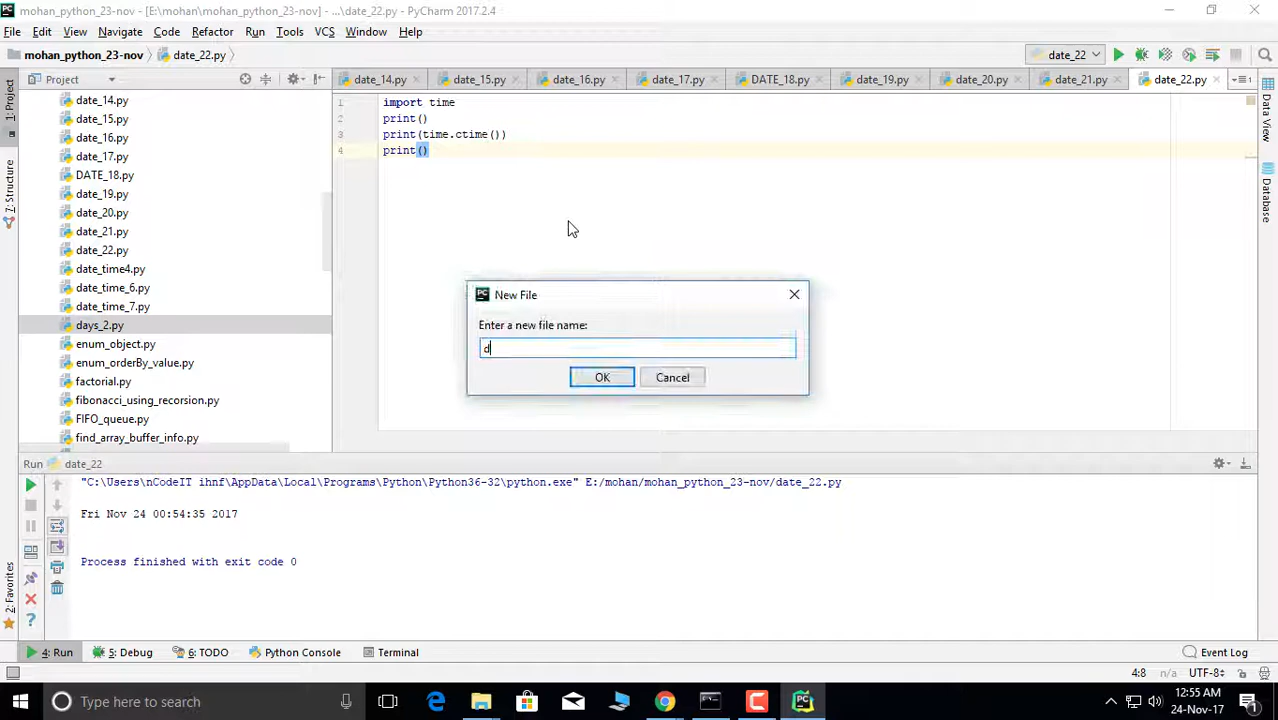 PC mohan_python_23-nov - [E:\mohan\mohan_python_23-nov] - ...\date_22.py - PyCharm 2017.2.4
File Edit View Navigate Code Refactor Run Tools VCS Window Help
mohan_python_23-nov date_22.py date_22
1: Project
7: Structure
2: Favorites
Project
date_14.py date_15.py date_16.py date_17.py DATE_18.py date_19.py date_20.py date_21.py date_22.py
date_14.py
date_15.py
date_16.py
date_17.py
DATE_18.py
date_19.py
date_20.py
date_21.py
date_22.py
date_time4.py
date_time_6.py
date_time_7.py
days_2.py
enum_object.py
enum_orderBy_value.py
factorial.py
fibonacci_using_recorsion.py
FIFO_queue.py
find_array_buffer_info.py
1 import time
2 print()
3 print(time.ctime())
4 print()
Data View
Database
PC New File
Enter a new file name:
d
OK Cancel
Run date_22
"C:\Users\nCodeIT ihnf\AppData\Local\Programs\Python\Python36-32\python.exe" E:/mohan/mohan_python_23-nov/date_22.py
Fri Nov 24 00:54:35 2017
Process finished with exit code 0
4: Run 5: Debug 6: TODO Python Console Terminal Event Log
4:8 n/a UTF-8
Type here to search
PC
12:55 AM
24-Nov-17
1